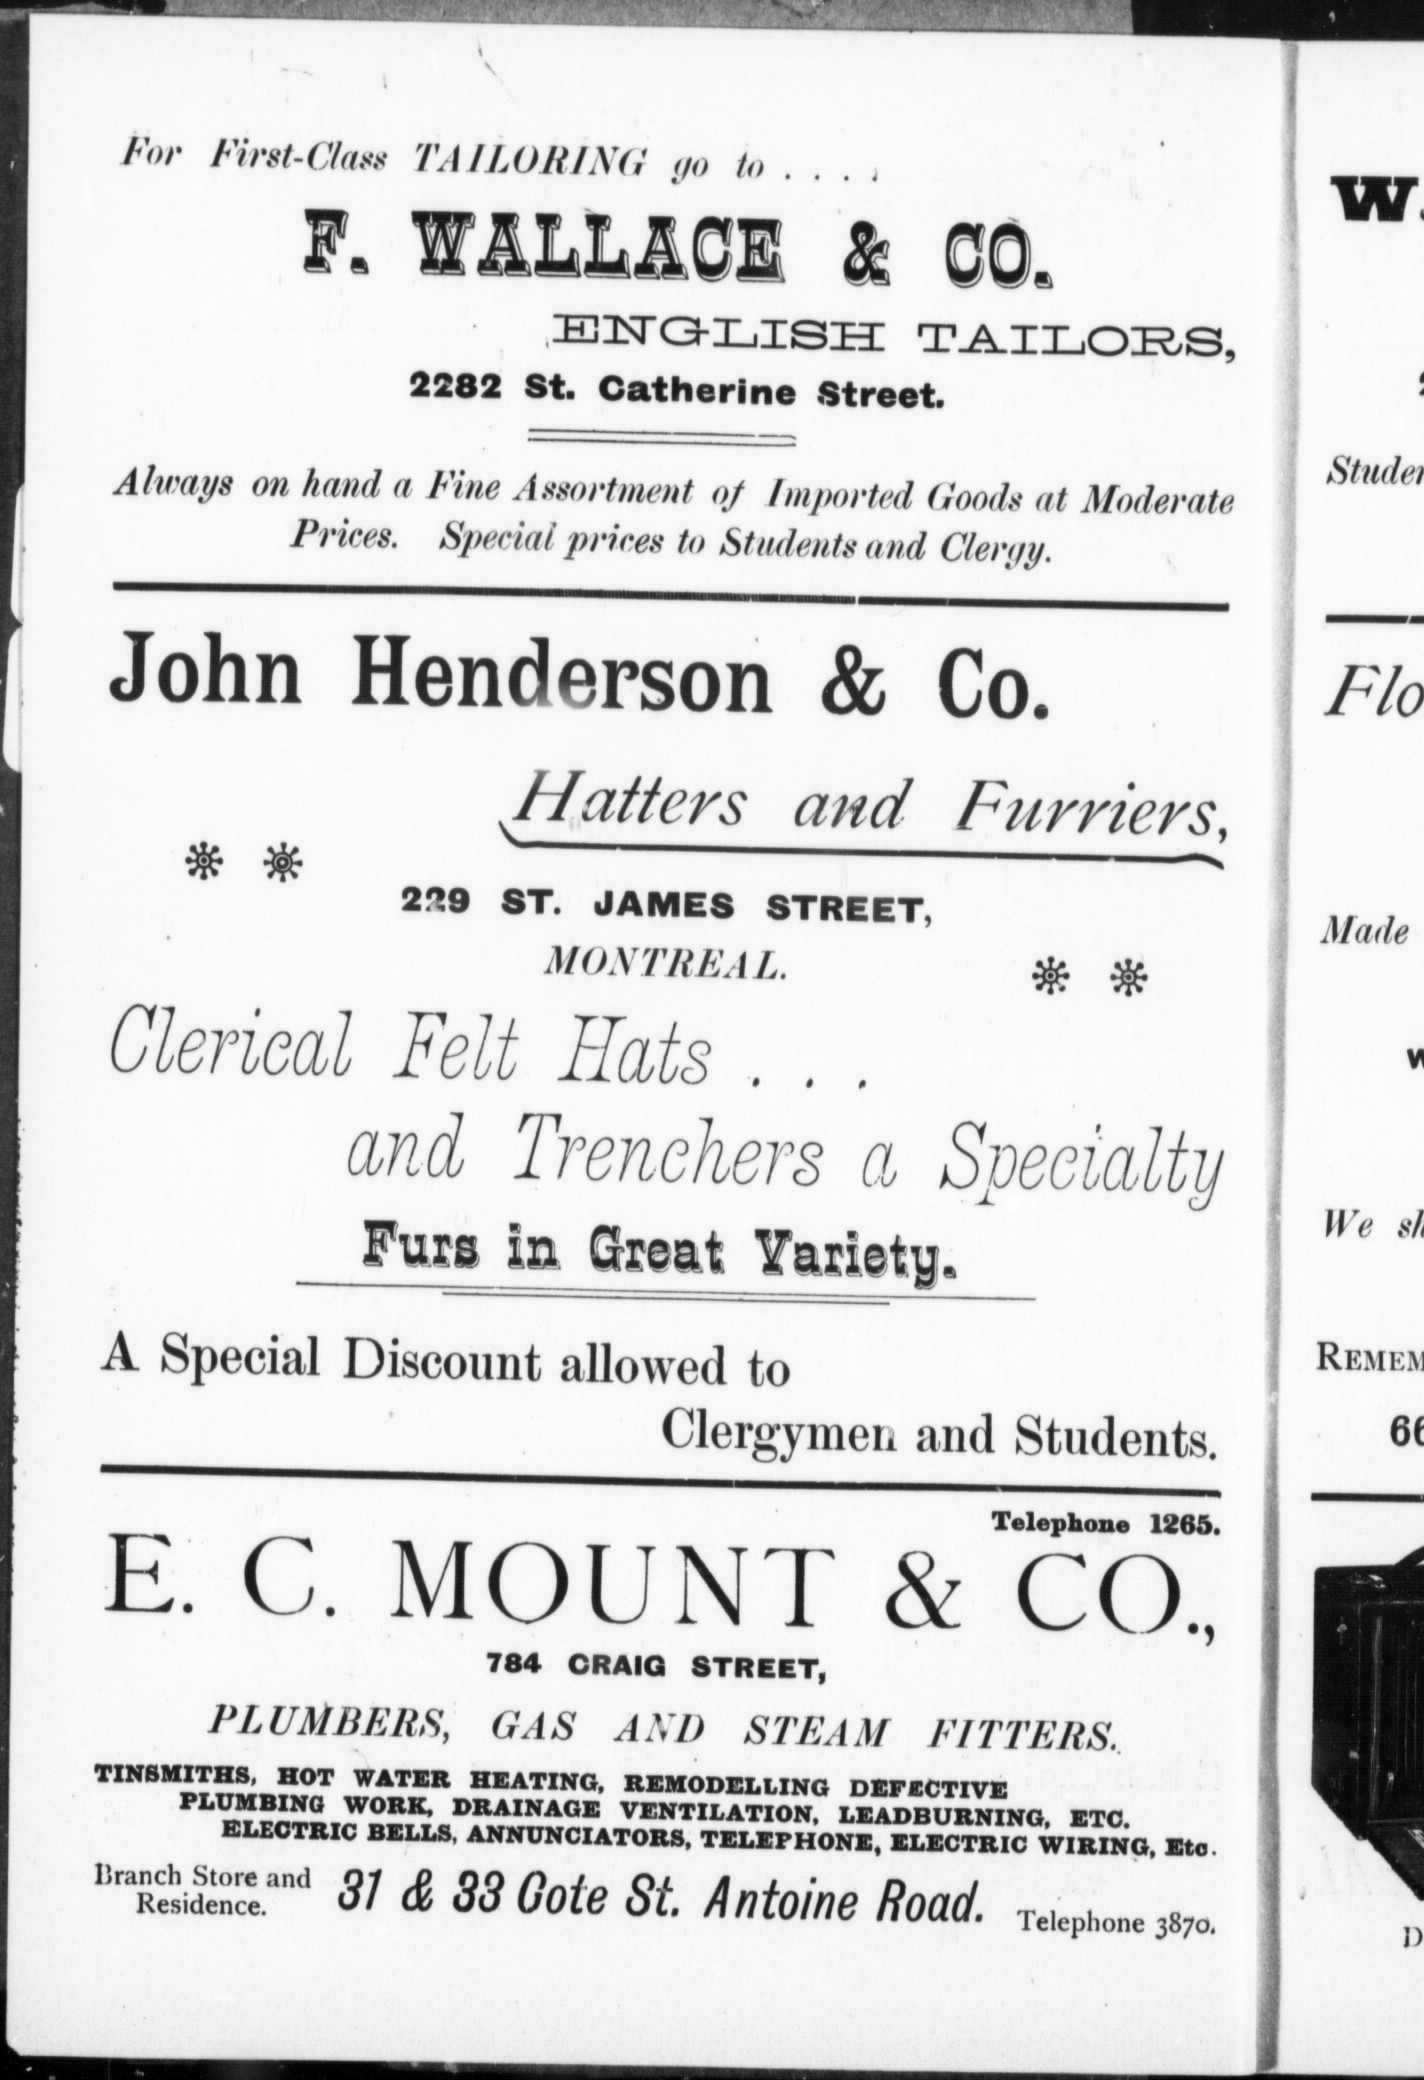 For First-Class TAILORING go to . . . .
F. WALLACE & CO.
ENGLISH TAILORS,
2282 St. Catherine Street.
Always on hand a Fine Assortment of Imported Goods at Moderate
Prices. Special prices to Students and Clergy.
John Henderson & Co.
Hatters and Furriers,
229 ST. JAMES STREET,
MONTREAL.
Clerical Felt Hats . . .
and Trenchers a Specialty
Furs in Great Variety.
A Special Discount allowed to
Clergymen and Students.
Telephone 1265.
E. C. MOUNT & CO.,
784 CRAIG STREET,
PLUMBERS, GAS AND STEAM FITTERS.
TINSMITHS, HOT WATER HEATING, REMODELLING DEFECTIVE
PLUMBING WORK, DRAINAGE VENTILATION, LEADBURNING, ETC.
ELECTRIC BELLS, ANNUNCIATORS, TELEPHONE, ELECTRIC WIRING, Etc.
Branch Store and
Residence.
31 & 33 Cote St. Antoine Road.
Telephone 3870.
Made
We